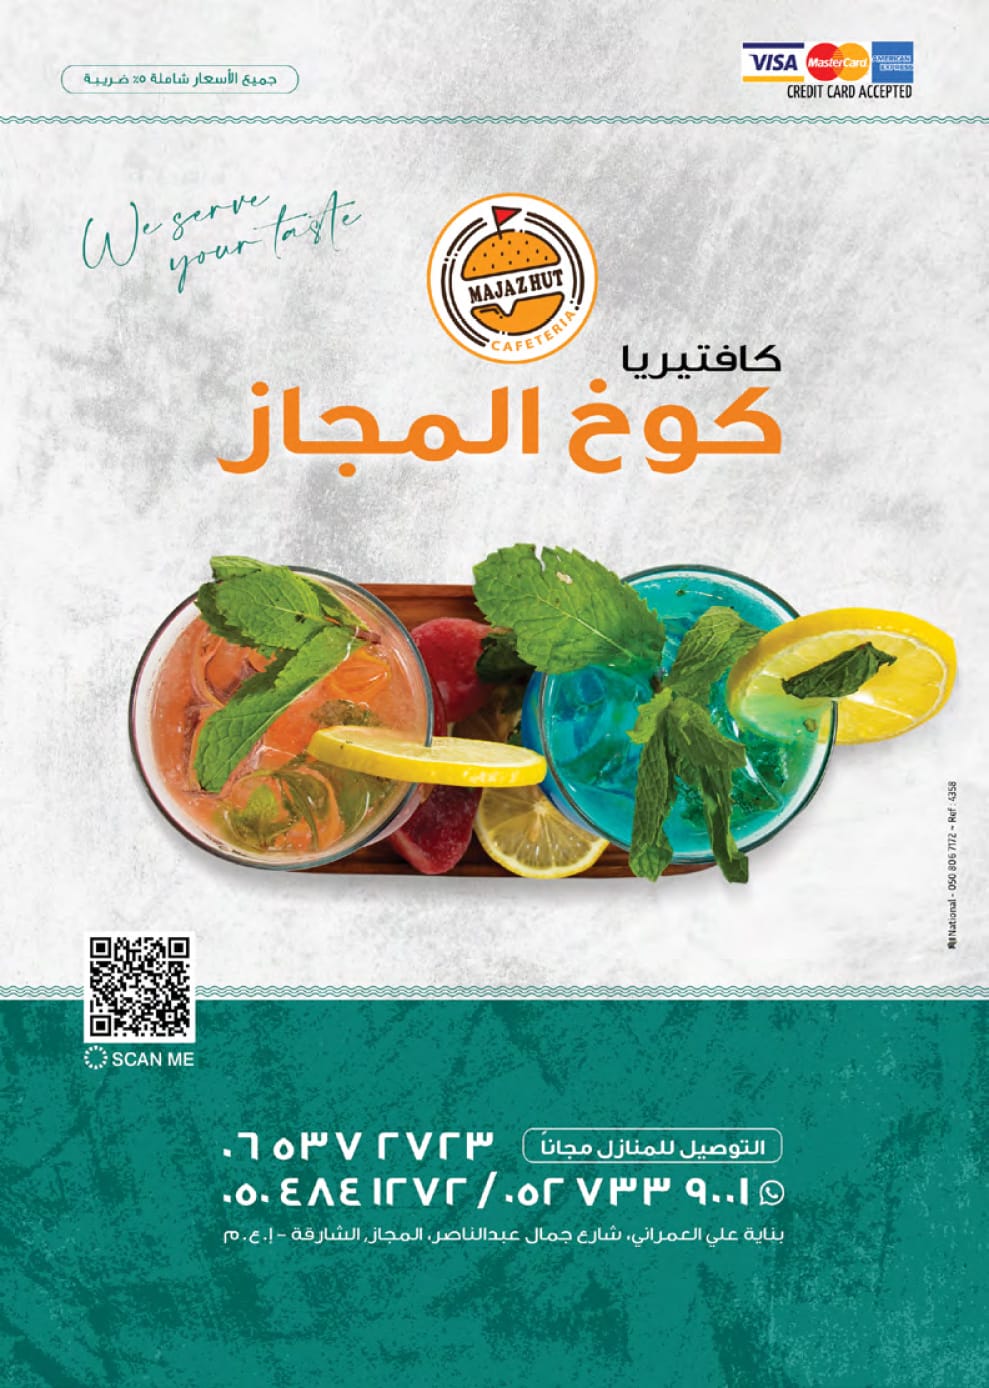 جميع الأسعار شاملة ٥٪ ضريبة
VISA MasterCard AMERICAN EXPRESS
CREDIT CARD ACCEPTED
We serve
your taste
MAJAZ HUT
CAFETERIA
كافتيريا
كوخ المجاز
National - 050 806 7172 - Ref : 4358
SCAN ME
التوصيل للمنازل مجاناً ٠٦ ٥٣٧ ٢٧٢٣
٠٥٠ ٤٨٤ ١٢٧٢ / ٠٥٢ ٧٣٣ ٩٠٠١
بناية علي العمراني، شارع جمال عبدالناصر، المجاز, الشارقة - إ.ع.م